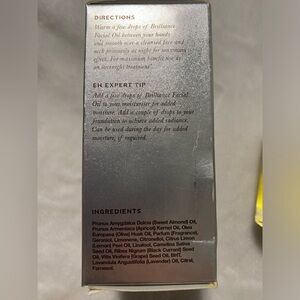 DIRECTIONS
Warm a few drops of Brilliance
Facial Oil between your hands
and smooth over a cleansed face and
neck preferably at night for maximum
effect. For maximum benefit use as
an overnight treatment.
EH EXPERT TIP
Add a few drops of Brilliance Facial
Oil to your moisturiser for added
moisture. Add a couple of drops to your
foundation to achieve added radiance.
Can be used during the day for added
moisture, if required.
INGREDIENTS
Prunus Amygdalus Dulcis (Sweet Almond) Oil,
Prunus Armeniaca (Apricot) Kernel Oil, Olea
Europaea (Olive) Husk Oil, Parfum (Fragrance),
Geraniol, Limonene, Citronellol, Citrus Limon
(Lemon) Peel Oil, Linalool, Camellia Sativa
Seed Oil, Ribes Nigrum (Black Currant) Seed
Oil, Vitis Vinifera (Grape) Seed Oil, BHT,
Lavandula Angustifolia (Lavender) Oil, Citral,
Farnesol.